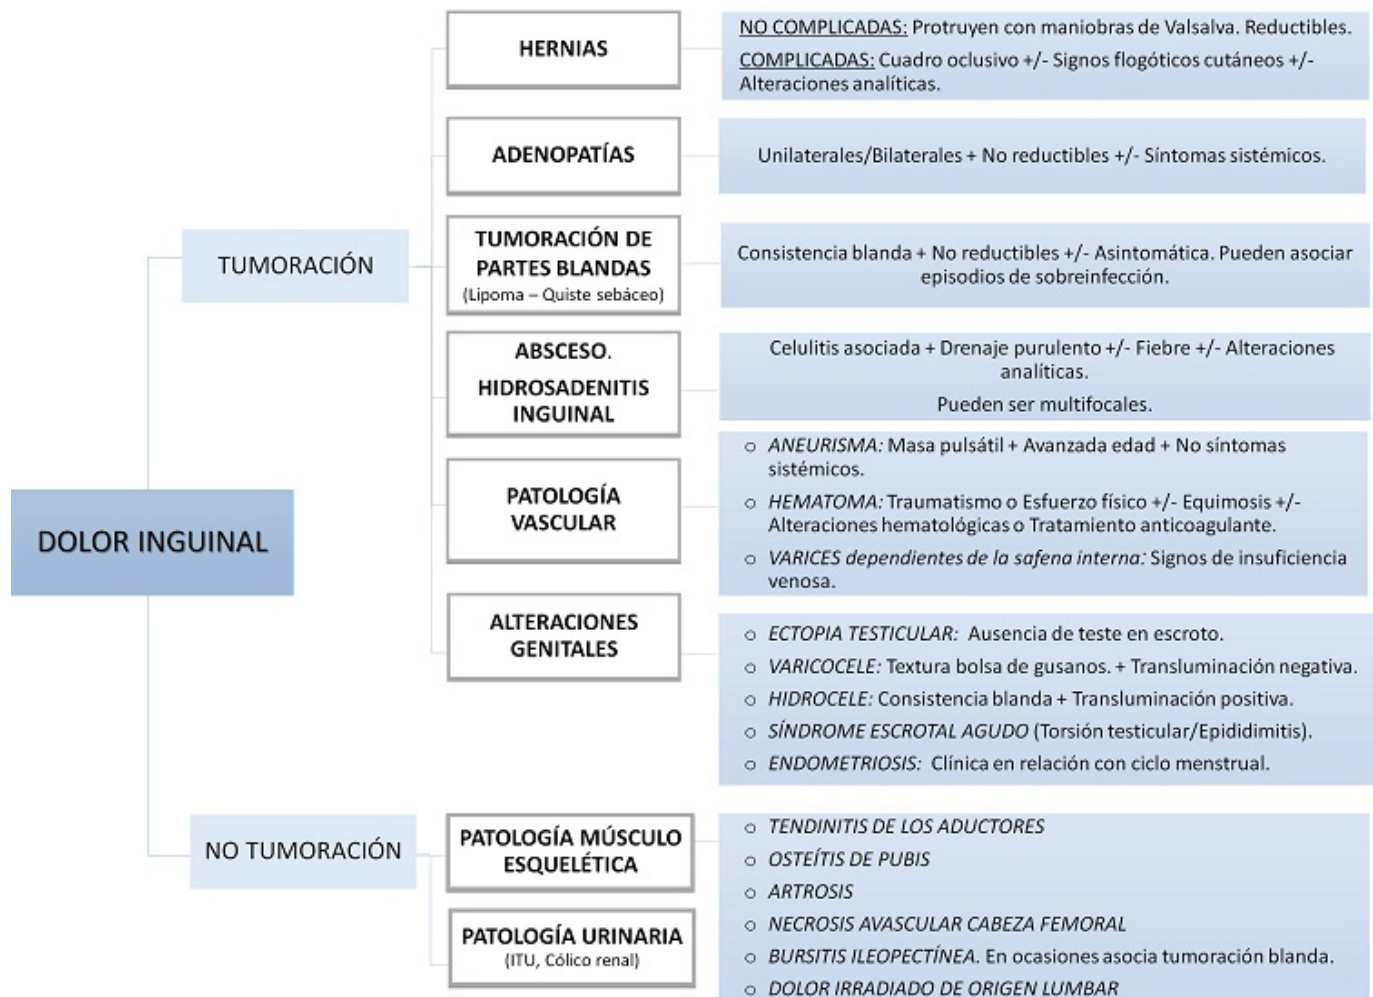 DOLOR INGUINAL
TUMORACIÓN
HERNIAS
NO COMPLICADAS: Protruyen con maniobras de Valsalva. Reductibles.
COMPLICADAS: Cuadro oclusivo +/- Signos flogóticos cutáneos +/-
Alteraciones analíticas.
ADENOPATÍAS
Unilaterales/Bilaterales + No reductibles +/- Síntomas sistémicos.
TUMORACIÓN DE
PARTES BLANDAS
(Lipoma – Quiste sebáceo)
Consistencia blanda + No reductibles +/- Asintomática. Pueden asociar
episodios de sobreinfección.
ABSCESO.
HIDROSADENITIS
INGUINAL
Celulitis asociada + Drenaje purulento +/- Fiebre +/- Alteraciones
analíticas.
Pueden ser multifocales.
PATOLOGÍA
VASCULAR
o ANEURISMA: Masa pulsátil + Avanzada edad + No síntomas
sistémicos.
o HEMATOMA: Traumatismo o Esfuerzo físico +/- Equimosis +/-
Alteraciones hematológicas o Tratamiento anticoagulante.
o VARICES dependientes de la safena interna: Signos de insuficiencia
venosa.
ALTERACIONES
GENITALES
o ECTOPIA TESTICULAR: Ausencia de teste en escroto.
o VARICOCELE: Textura bolsa de gusanos. + Transluminación negativa.
o HIDROCELE: Consistencia blanda + Transluminación positiva.
o SÍNDROME ESCROTAL AGUDO (Torsión testicular/Epididimitis).
o ENDOMETRIOSIS: Clínica en relación con ciclo menstrual.
NO TUMORACIÓN
PATOLOGÍA MÚSCULO
ESQUELÉTICA
o TENDINITIS DE LOS ADUCTORES
o OSTEÍTIS DE PUBIS
o ARTROSIS
o NECROSIS AVASCULAR CABEZA FEMORAL
o BURSITIS ILEOPECTÍNEA. En ocasiones asocia tumoración blanda.
o DOLOR IRRADIADO DE ORIGEN LUMBAR
PATOLOGÍA URINARIA
(ITU, Cólico renal)